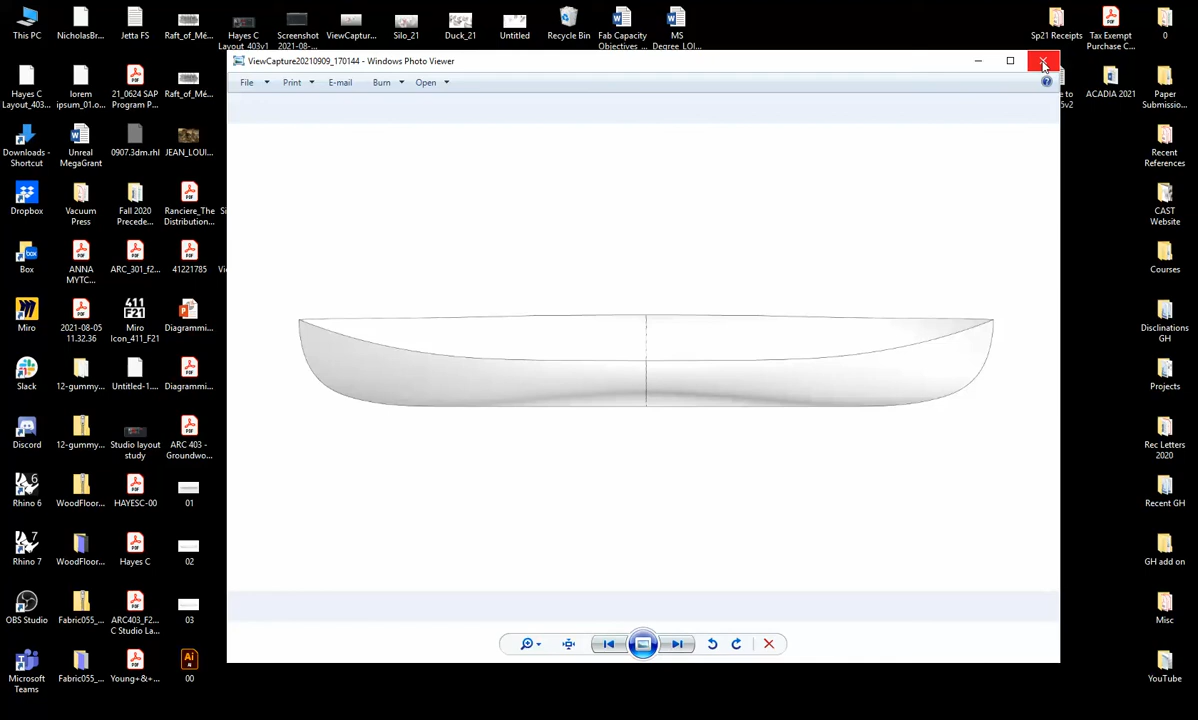 This PC
NicholasBr...
Jetta FS
Raft_of_Mé...
Hayes C
Layout_403v1
Screenshot
2021-08-...
ViewCaptur...
Silo_21
Duck_21
Untitled
Recycle Bin
Fab Capacity
Objectives ...
MS
Degree_LOI...
Sp21 Receipts
Tax Exempt
Purchase C...
0
ViewCapture20210909_170144 - Windows Photo Viewer
File
Print
E-mail
Burn
Open
Hayes C
Layout_403...
lorem
ipsum_01.o...
21_0624 SAP
Program P...
Raft_of_Mé...
ACADIA 2021
Paper
Submissio...
Downloads -
Shortcut
Unreal
MegaGrant
0907.3dm.rhl
JEAN_LOUI...
Recent
References
Dropbox
Vacuum
Press
Fall 2020
Precede...
Ranciere_The
Distribution...
CAST
Website
Box
ANNA
MYTC...
ARC_301_f2...
41221785
Courses
Miro
2021-08-05
11.32.36
411
F21
Miro
Icon_411_F21
Diagrammi...
Disclinations
GH
Slack
12-gummy...
Untitled-1...
Diagrammi...
Projects
Discord
12-gummy...
Studio layout
study
ARC 403 -
Groundwo...
Rec Letters
2020
6
Rhino 6
WoodFloor...
HAYESC-00
01
Recent GH
7
Rhino 7
WoodFloor...
Hayes C
02
GH add on
OBS Studio
Fabric055_...
ARC403_F2...
C Studio La...
03
Misc
Microsoft
Teams
Fabric055_...
Young+&+...
Ai
00
YouTube